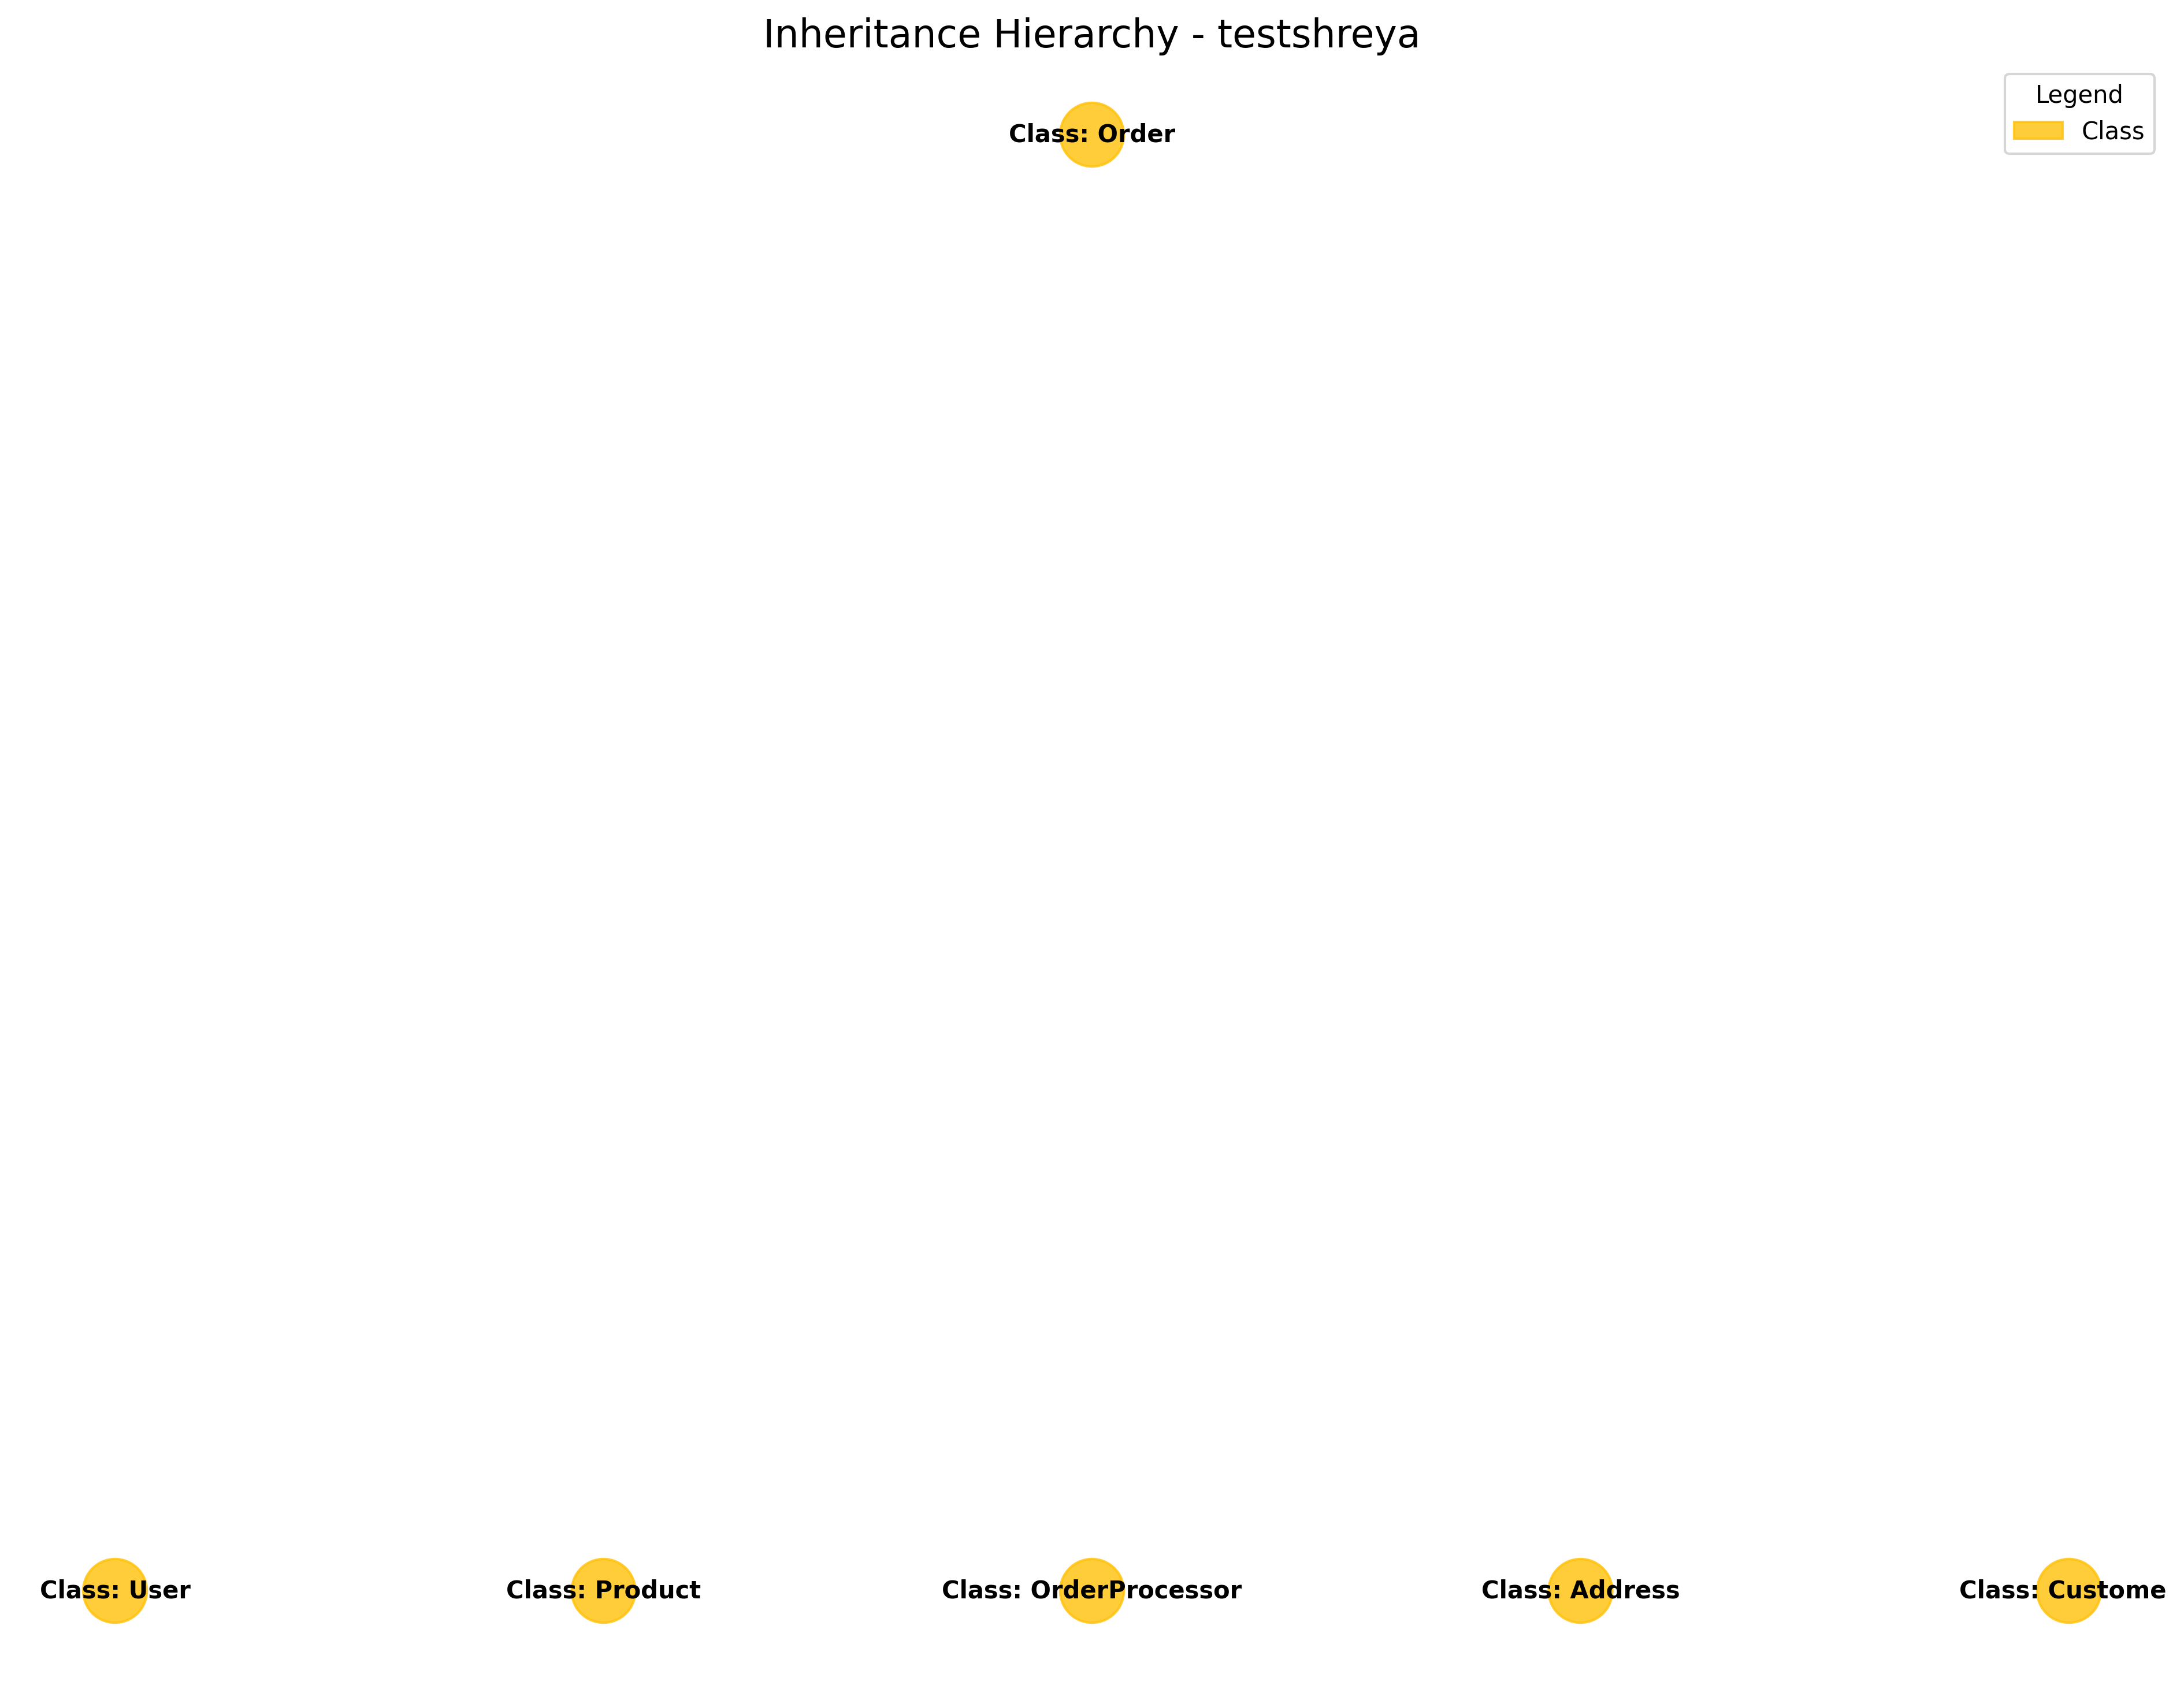 Inheritance Hierarchy - testshreya
Legend
Class
Class: Order
Class: User
Class: Product
Class: OrderProcessor
Class: Address
Class: Custome